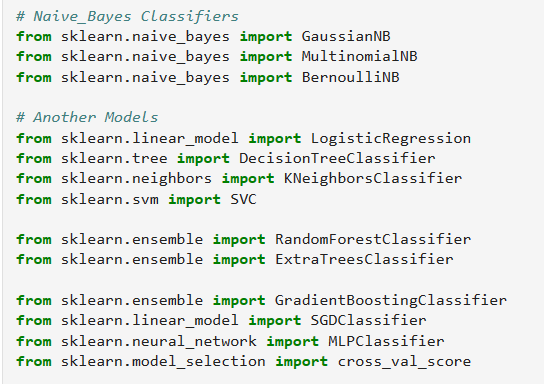 # Naive_Bayes Classifiers
from sklearn.naive_bayes import GaussianNB
from sklearn.naive_bayes import MultinomialNB
from sklearn.naive_bayes import BernoulliNB
# Another Models
from sklearn.linear_model import LogisticRegression
from sklearn.tree import DecisionTreeClassifier
from sklearn.neighbors import KNeighborsClassifier
from sklearn.svm import SVC
from sklearn.ensemble import RandomForestClassifier
from sklearn.ensemble import ExtraTreesClassifier
from sklearn.ensemble import GradientBoostingClassifier
from sklearn.linear_model import SGDClassifier
from sklearn.neural_network import MLPClassifier
from sklearn.model_selection import cross_val_score